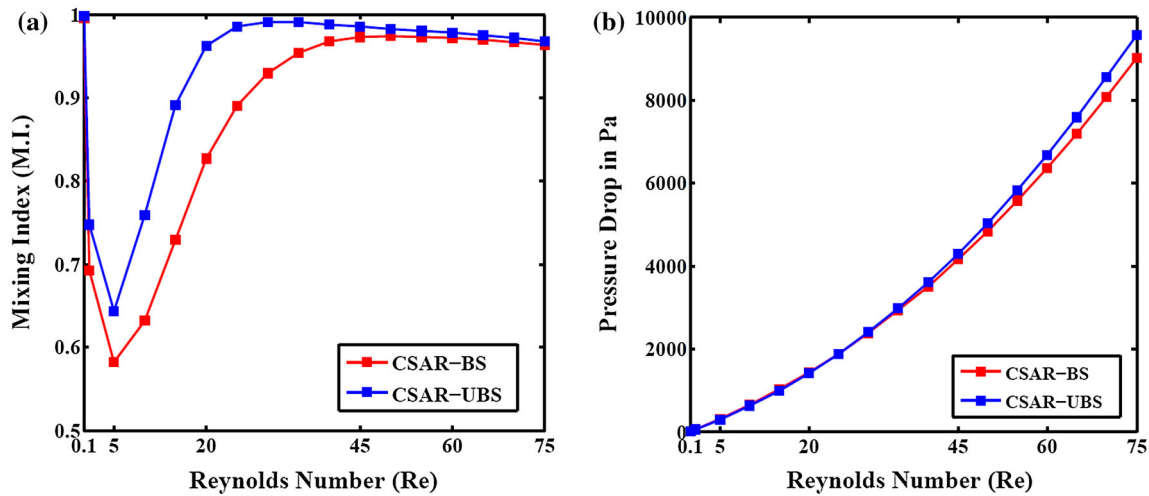 (a)
Mixing Index (M.I.)
1
0.9
0.8
0.7
0.6
0.5
0.1 5 20 45 60 75
Reynolds Number (Re)
CSAR−BS
CSAR−UBS
(b)
Pressure Drop in Pa
10000
8000
6000
4000
2000
0
0.1 5 20 45 60 75
Reynolds Number (Re)
CSAR−BS
CSAR−UBS